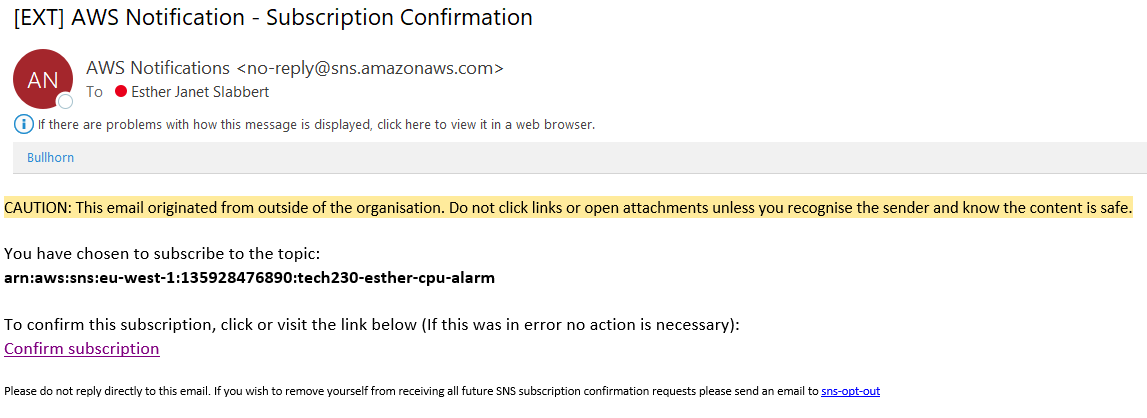 [EXT] AWS Notification - Subscription Confirmation
AN
AWS Notifications <no-reply@sns.amazonaws.com>
To Esther Janet Slabbert
If there are problems with how this message is displayed, click here to view it in a web browser.
Bullhorn
CAUTION: This email originated from outside of the organisation. Do not click links or open attachments unless you recognise the sender and know the content is safe.
You have chosen to subscribe to the topic:
arn:aws:sns:eu-west-1:135928476890:tech230-esther-cpu-alarm
To confirm this subscription, click or visit the link below (If this was in error no action is necessary):
Confirm subscription
Please do not reply directly to this email. If you wish to remove yourself from receiving all future SNS subscription confirmation requests please send an email to sns-opt-out